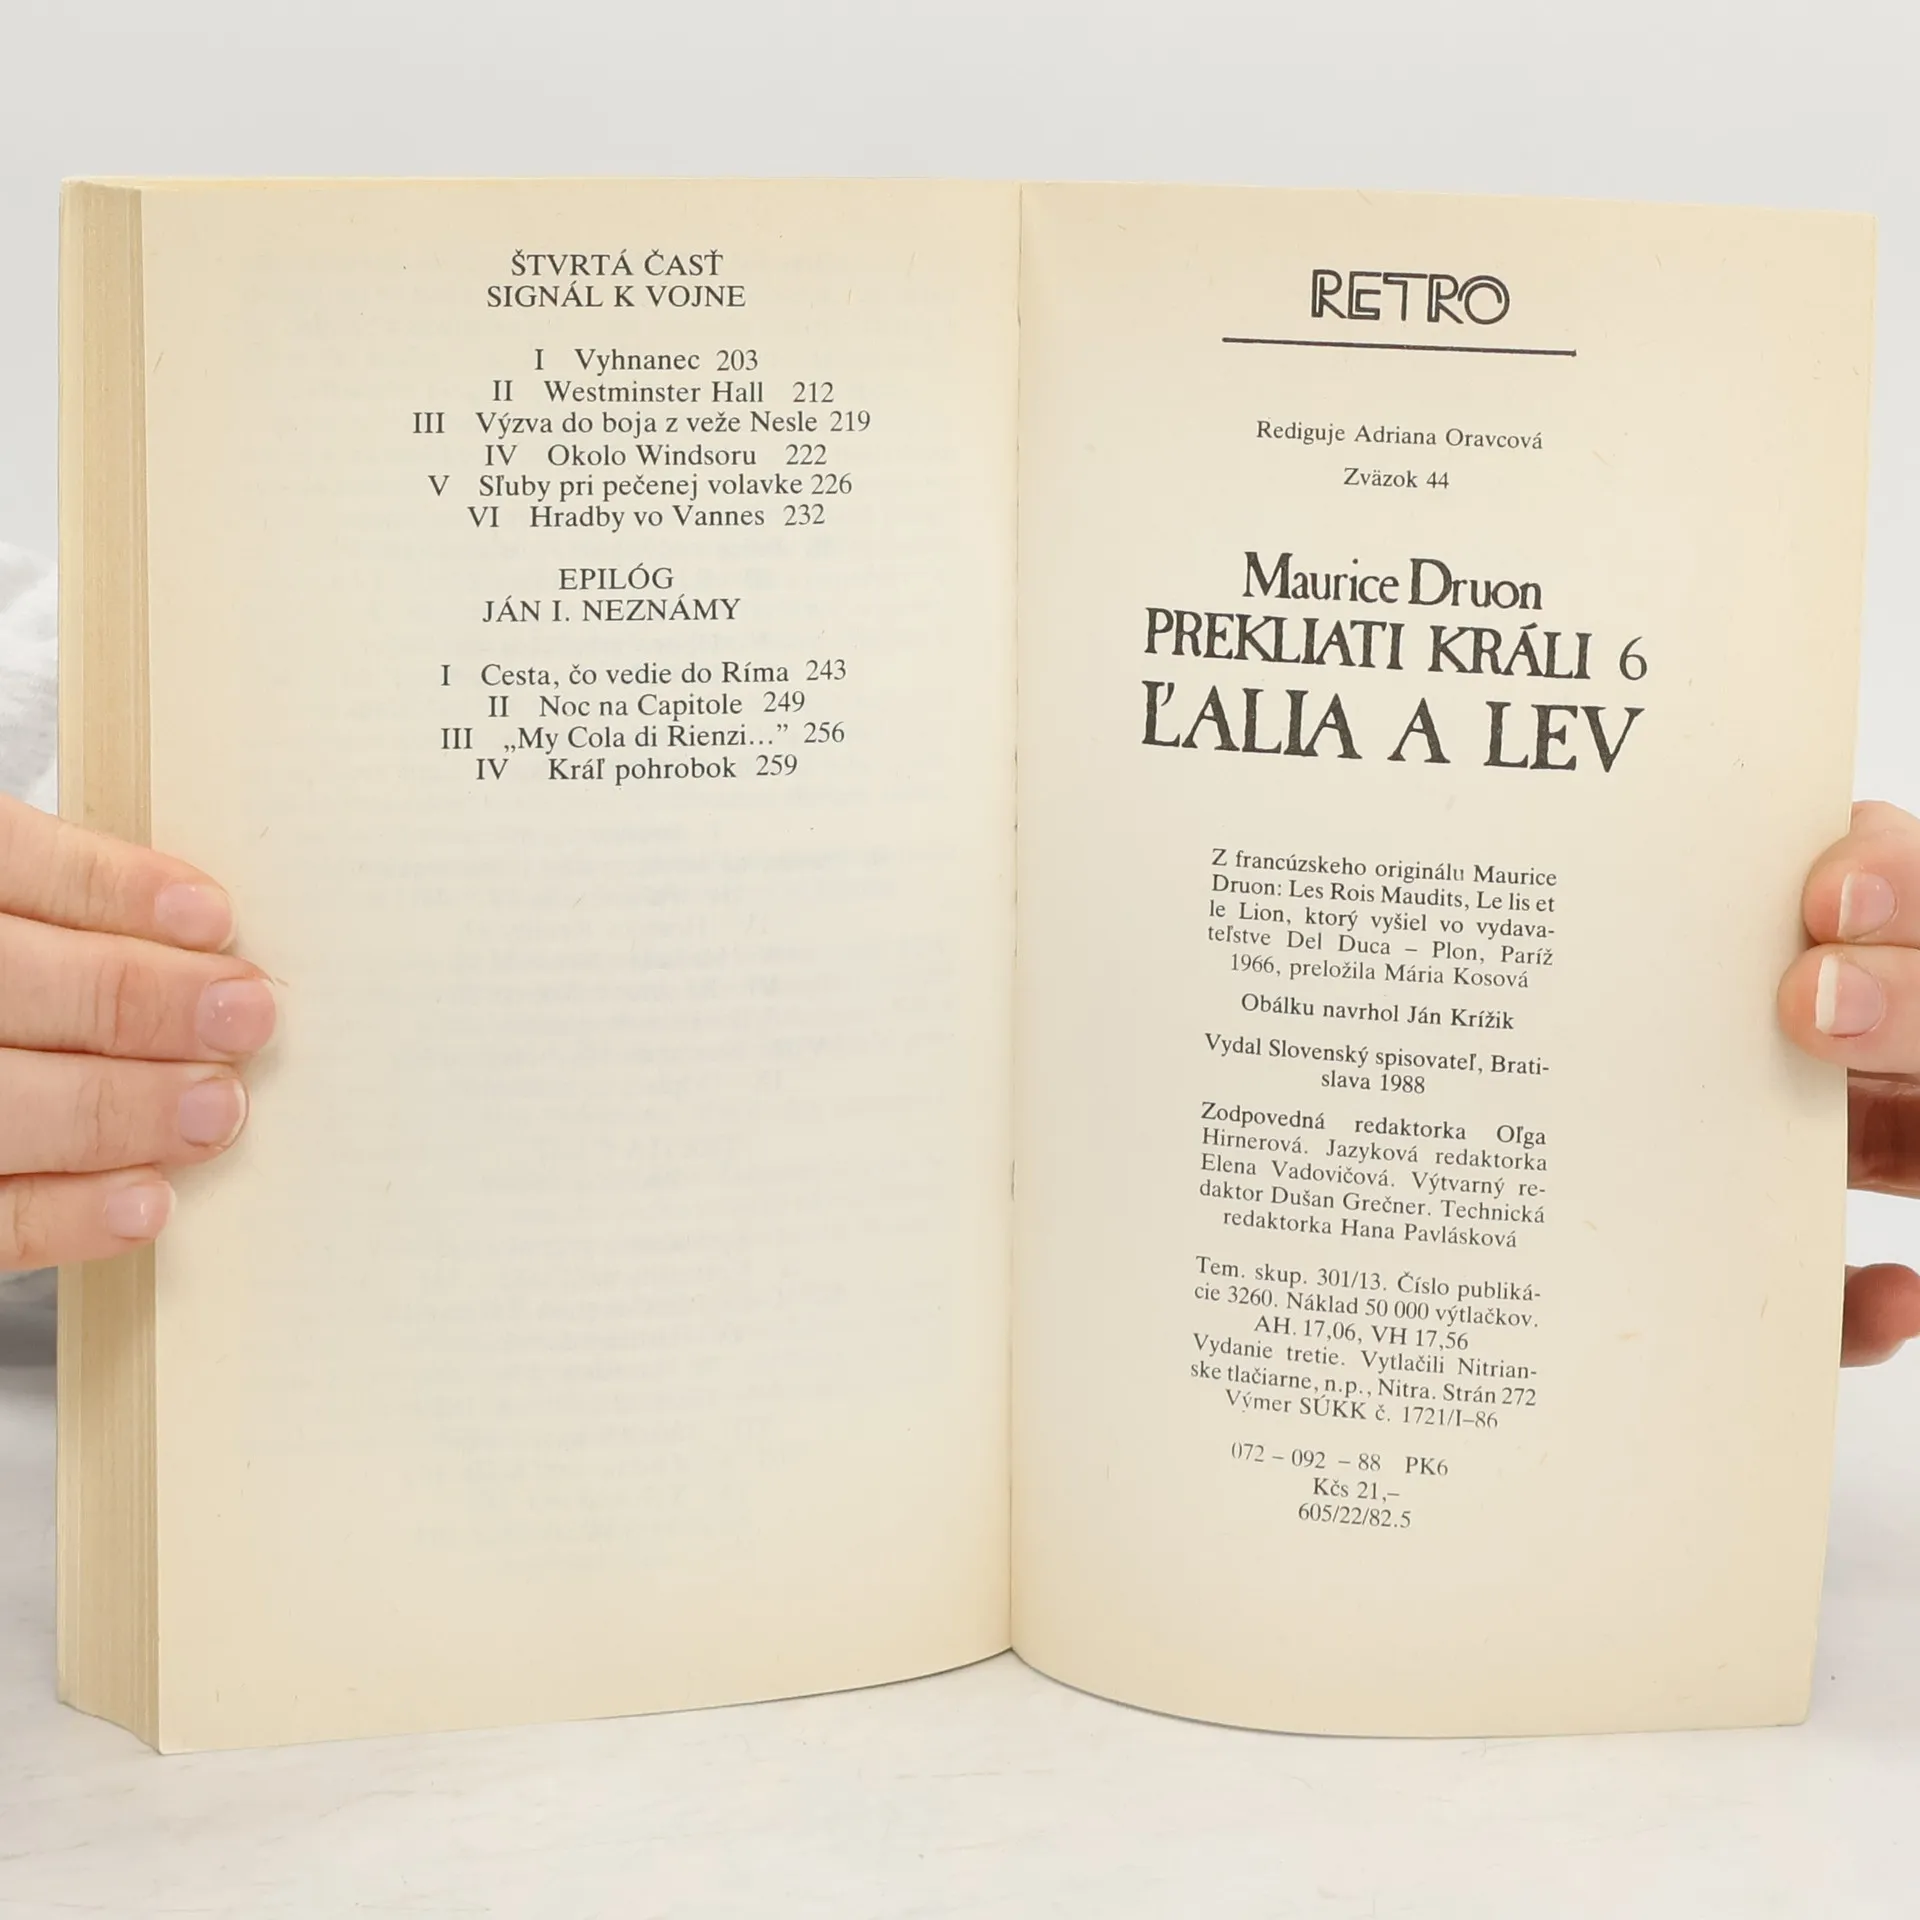 ŠTVRTÁ ČASŤ
SIGNÁL K VOJNE
I Vyhnanec 203
II Westminster Hall 212
III Výzva do boja z veže Nesle 219
IV Okolo Windsoru 222
V Sľuby pri pečenej volavke 226
VI Hradby vo Vannes 232
EPILÓG
JÁN I. NEZNÁMY
I Cesta, čo vedie do Ríma 243
II Noc na Capitole 249
III „My Cola di Rienzi...” 256
IV Kráľ pohrobok 259
RETRO
Rediguje Adriana Oravcová
Zväzok 44
Maurice Druon
PREKLIATI KRÁLI 6
ĽALIA A LEV
Z francúzskeho originálu Maurice
Druon: Les Rois Maudits, Le lis et
le Lion, ktorý vyšiel vo vydava-
teľstve Del Duca – Plon, Paríž
1966, preložila Mária Kosová
Obálku navrhol Ján Krížik
Vydal Slovenský spisovateľ, Brati-
slava 1988
Zodpovedná redaktorka Oľga
Hirnerová. Jazyková redaktorka
Elena Vadovičová. Výtvarný re-
daktor Dušan Grečner. Technická
redaktorka Hana Pavlásková
Tem. skup. 301/13. Číslo publiká-
cie 3260. Náklad 50 000 výtlačkov.
AH. 17,06, VH 17,56
Vydanie tretie. Vytlačili Nitrian-
ske tlačiarne, n.p., Nitra. Strán 272
Výmer SÚKK č. 1721/I–86
072 – 092 – 88 PK6
Kčs 21,–
605/22/82.5